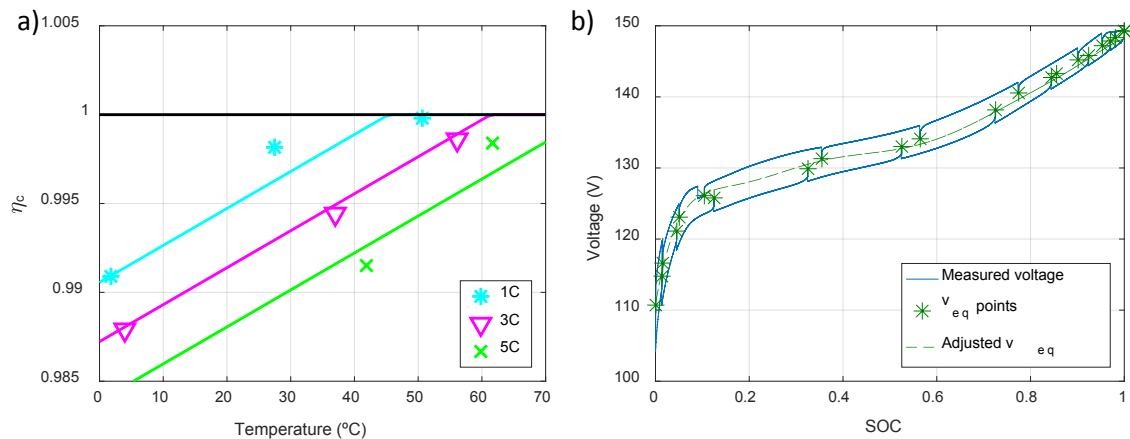 a)
1.005
1
0.995
0.99
0.985
ηc
0 10 20 30 40 50 60 70
Temperature (ºC)
1C
3C
5C
b)
150
140
130
120
110
100
Voltage (V)
0 0.2 0.4 0.6 0.8 1
SOC
Measured voltage
v eq points
Adjusted v eq